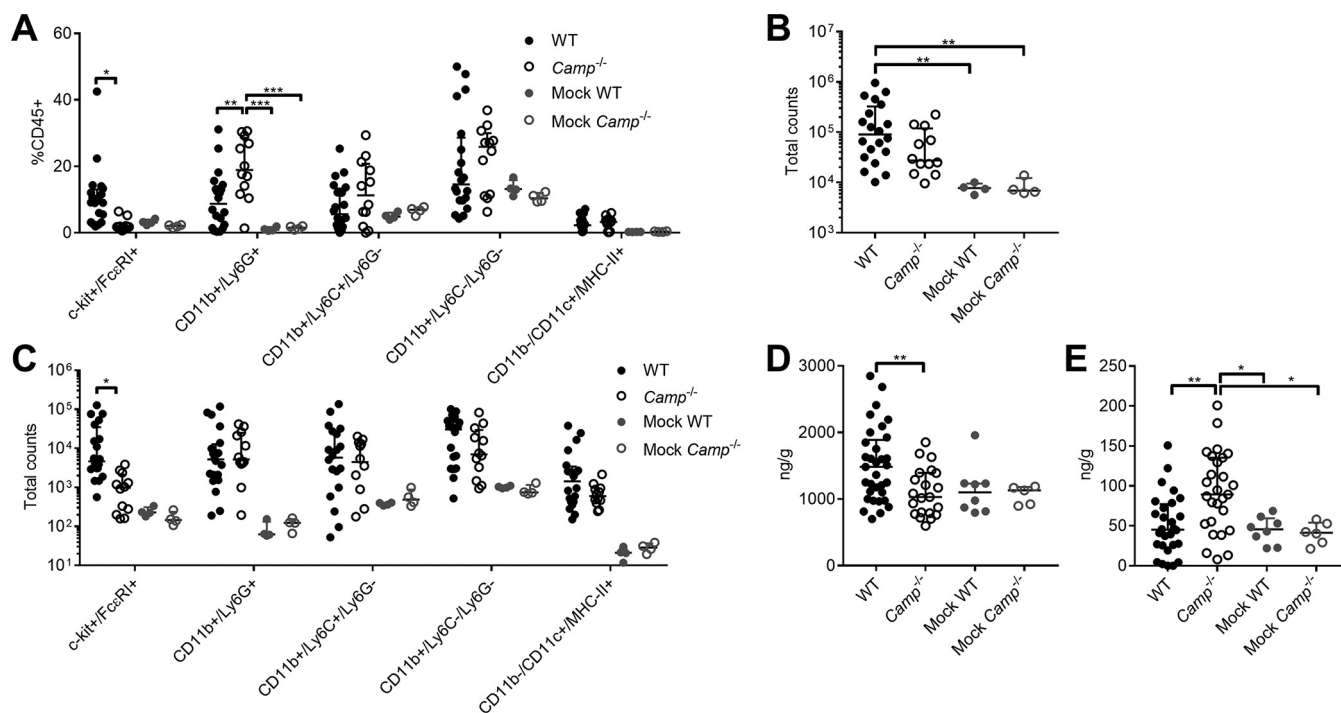 A
60
40
20
0
%CD45+
*
**
***
***
WT
Camp-/-
Mock WT
Mock Camp-/-
c-kit+/FcεRI+
CD11b+/Ly6G+
CD11b+/Ly6C+/Ly6G-
CD11b+/Ly6C-/Ly6G-
CD11b-/CD11c+/MHC-II+
B
10⁷
10⁶
10⁵
10⁴
10³
Total counts
**
**
WT
Camp-/-
Mock WT
Mock Camp-/-
C
10⁶
10⁵
10⁴
10³
10²
10¹
Total counts
*
WT
Camp-/-
Mock WT
Mock Camp-/-
c-kit+/FcεRI+
CD11b+/Ly6G+
CD11b+/Ly6C+/Ly6G-
CD11b+/Ly6C-/Ly6G-
CD11b-/CD11c+/MHC-II+
D
3000
2000
1000
0
ng/g
**
WT
Camp-/-
Mock WT
Mock Camp-/-
E
250
200
150
100
50
0
ng/g
**
*
*
WT
Camp-/-
Mock WT
Mock Camp-/-